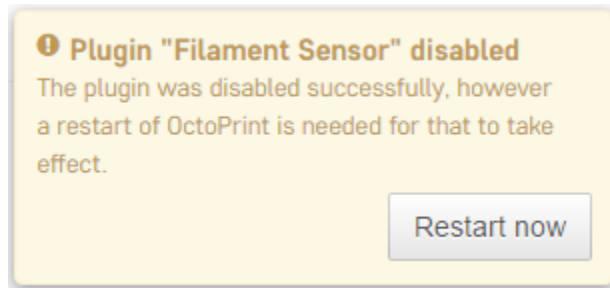 Plugin "Filament Sensor" disabled
The plugin was disabled successfully, however
a restart of OctoPrint is needed for that to take
effect.
Restart now